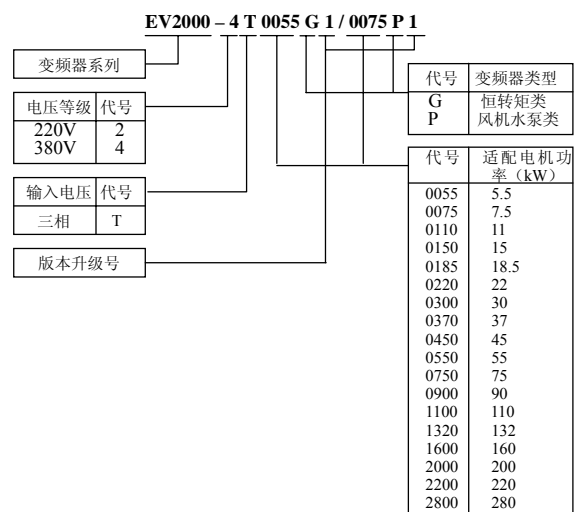 EV2000 – 4 T 0055 G 1 / 0075 P 1
变频器系列
电压等级 代号
220V 2
380V 4
输入电压 代号
三相 T
版本升级号
代号 变频器类型
G 恒转矩类
P 风机水泵类
代号 适配电机功
率（kW）
0055 5.5
0075 7.5
0110 11
0150 15
0185 18.5
0220 22
0300 30
0370 37
0450 45
0550 55
0750 75
0900 90
1100 110
1320 132
1600 160
2000 200
2200 220
2800 280